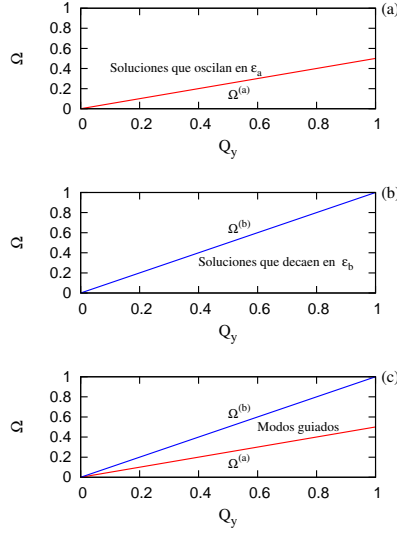 (a)
1
0.8
0.6
0.4
0.2
0
Ω
Soluciones que oscilan en ε_a
Ω^(a)
0 0.2 0.4 0.6 0.8 1
Q_y
(b)
1
0.8
0.6
0.4
0.2
0
Ω
Ω^(b)
Soluciones que decaen en ε_b
0 0.2 0.4 0.6 0.8 1
Q_y
(c)
1
0.8
0.6
0.4
0.2
0
Ω
Ω^(b)
Modos guiados
Ω^(a)
0 0.2 0.4 0.6 0.8 1
Q_y